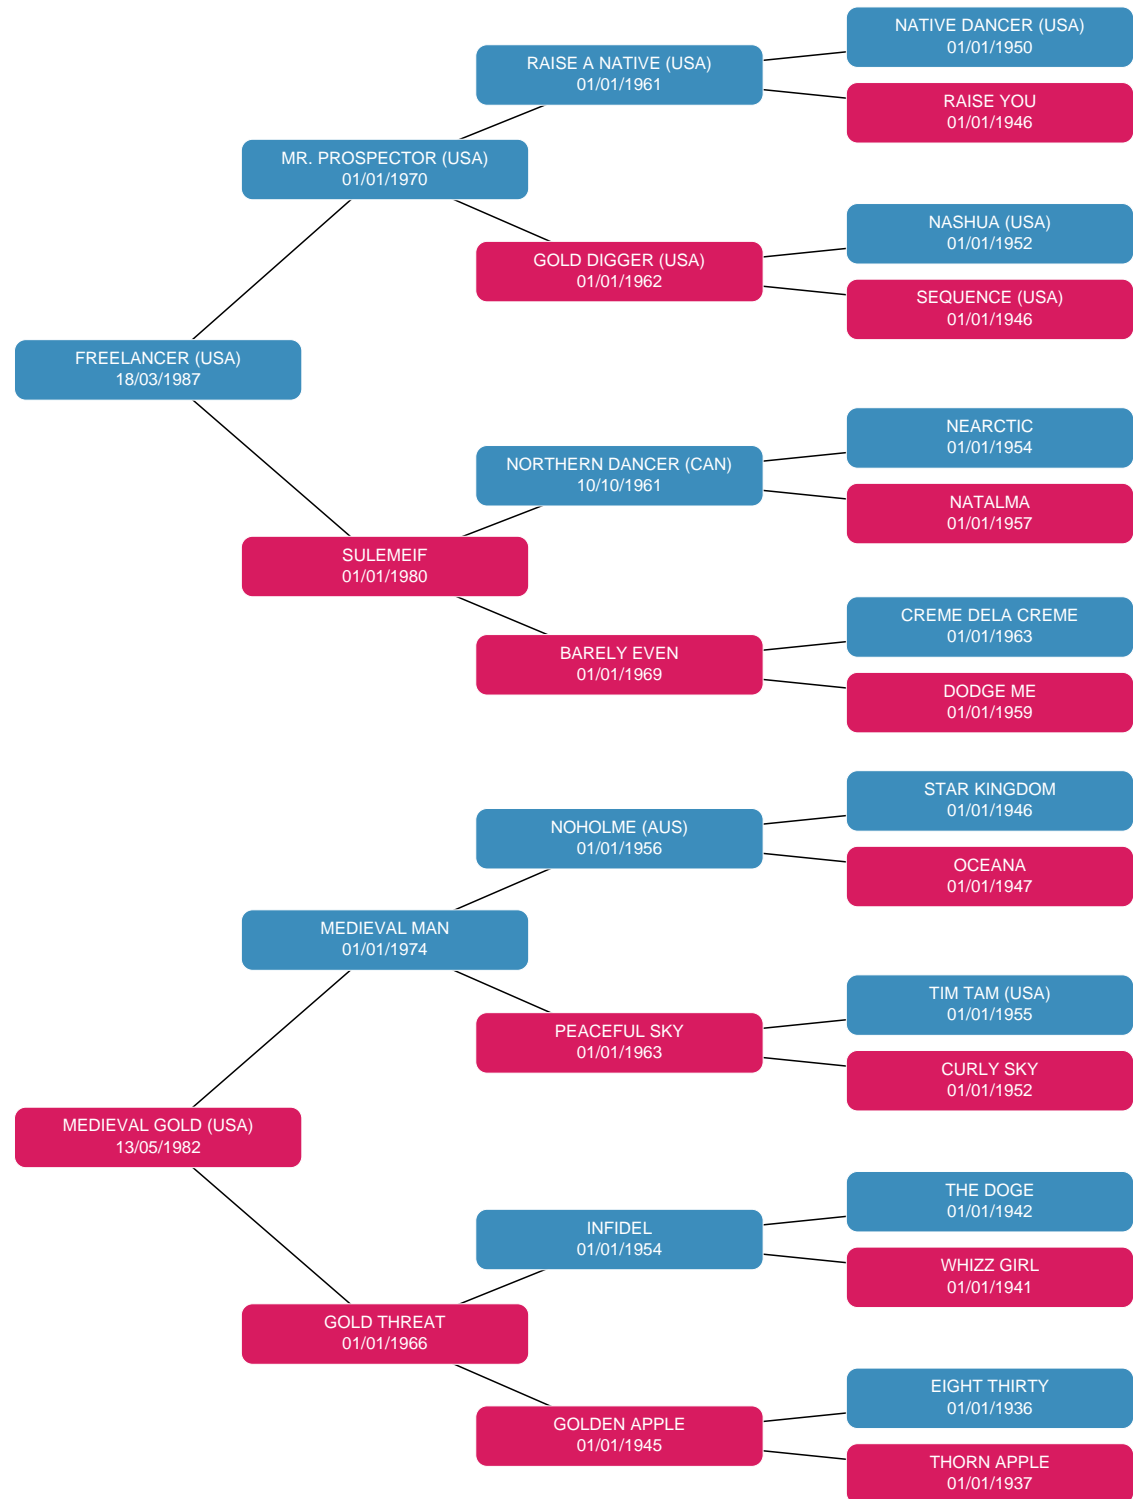 NATIVE DANCER (USA)
01/01/1950
RAISE A NATIVE (USA)
01/01/1961
RAISE YOU
01/01/1946
MR. PROSPECTOR (USA)
01/01/1970
NASHUA (USA)
01/01/1952
GOLD DIGGER (USA)
01/01/1962
SEQUENCE (USA)
01/01/1946
FREELANCER (USA)
18/03/1987
NEARCTIC
01/01/1954
NORTHERN DANCER (CAN)
10/10/1961
NATALMA
01/01/1957
SULEMEIF
01/01/1980
CREME DELA CREME
01/01/1963
BARELY EVEN
01/01/1969
DODGE ME
01/01/1959
STAR KINGDOM
01/01/1946
NOHOLME (AUS)
01/01/1956
OCEANA
01/01/1947
MEDIEVAL MAN
01/01/1974
TIM TAM (USA)
01/01/1955
PEACEFUL SKY
01/01/1963
CURLY SKY
01/01/1952
MEDIEVAL GOLD (USA)
13/05/1982
THE DOGE
01/01/1942
INFIDEL
01/01/1954
WHIZZ GIRL
01/01/1941
GOLD THREAT
01/01/1966
EIGHT THIRTY
01/01/1936
GOLDEN APPLE
01/01/1945
THORN APPLE
01/01/1937